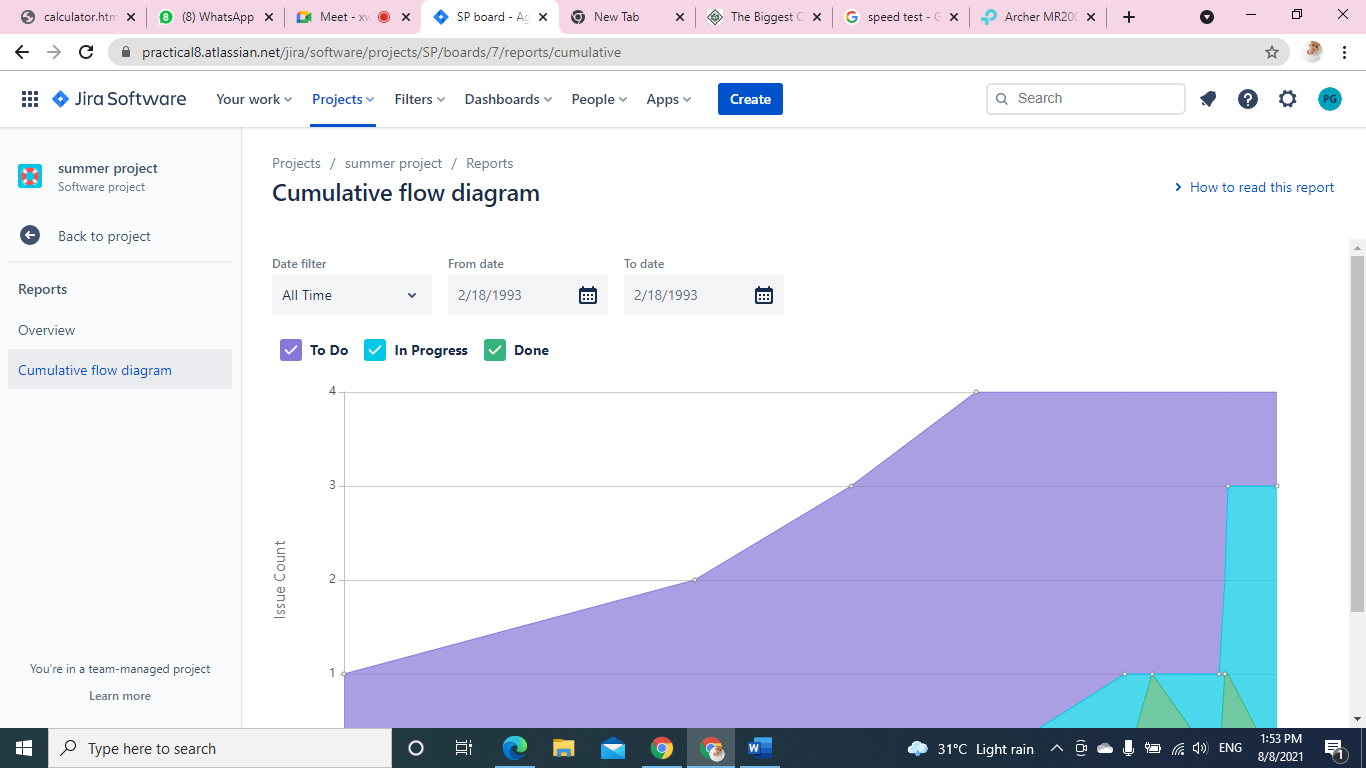 calculator.htm
(8) WhatsApp
Meet - xw
SP board - Ag
New Tab
The Biggest C
speed test - G
Archer MR200
practical8.atlassian.net/jira/software/projects/SP/boards/7/reports/cumulative
Jira Software
Your work
Projects
Filters
Dashboards
People
Apps
Create
Search
PG
summer project
Software project
Back to project
Reports
Overview
Cumulative flow diagram
You're in a team-managed project
Learn more
Projects / summer project / Reports
Cumulative flow diagram
How to read this report
Date filter
From date
To date
All Time
2/18/1993
2/18/1993
To Do
In Progress
Done
4
3
2
1
Issue Count
Type here to search
31°C Light rain
ENG
1:53 PM
8/8/2021
1